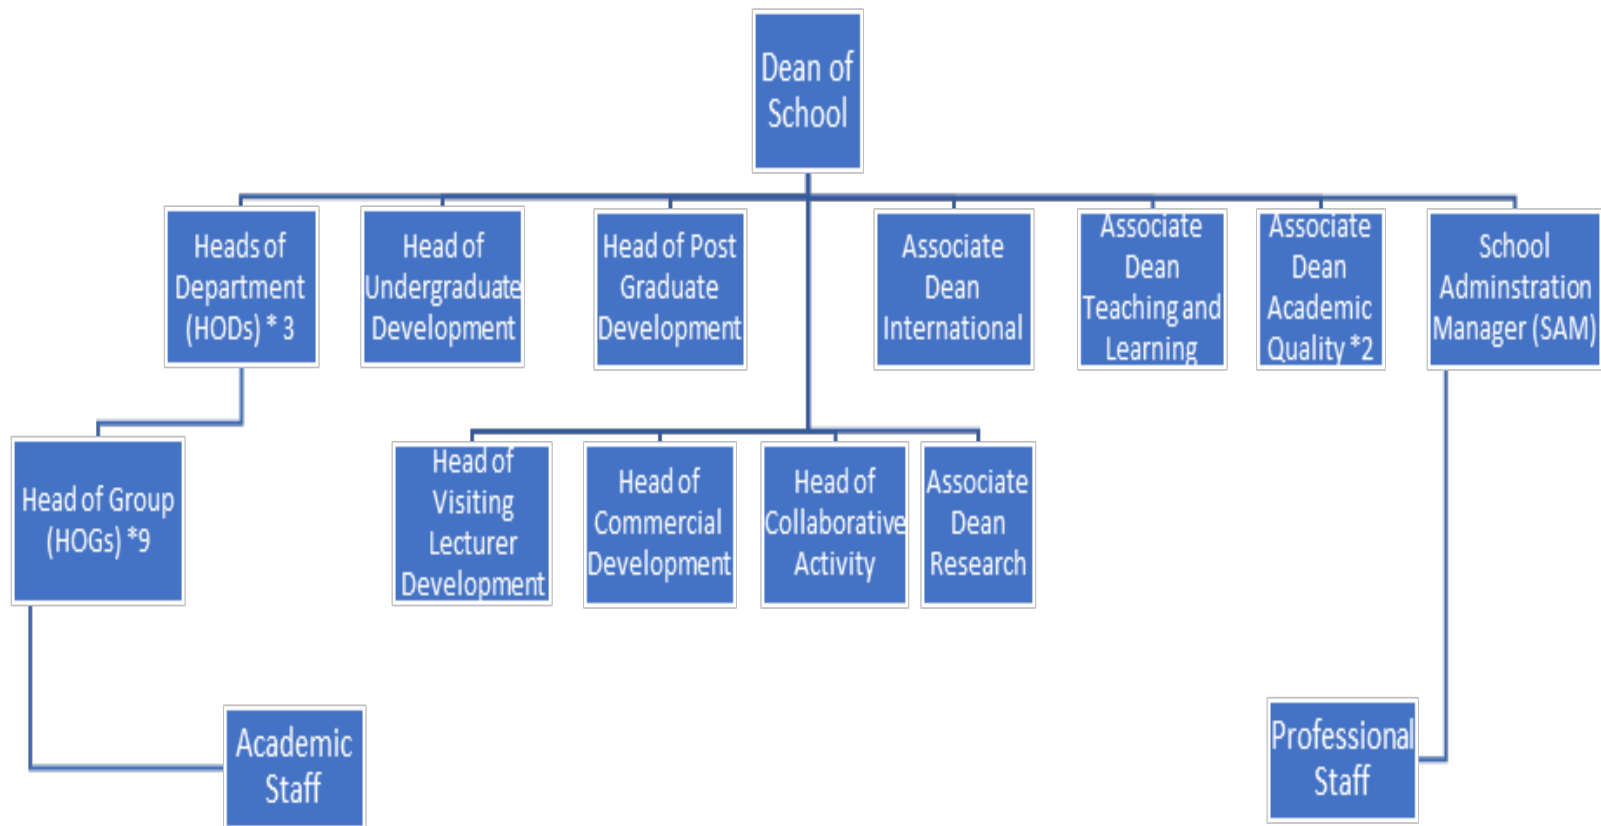 Dean of
School
Heads of
Department
(HODs) * 3
Head of
Undergraduate
Development
Head of Post
Graduate
Development
Associate
Dean
International
Associate
Dean
Teaching and
Learning
Associate
Dean
Academic
Quality *2
School
Adminstration
Manager (SAM)
Head of Group
(HOGs) *9
Head of
Visiting
Lecturer
Development
Head of
Commercial
Development
Head of
Collaborative
Activity
Associate
Dean
Research
Academic
Staff
Professional
Staff